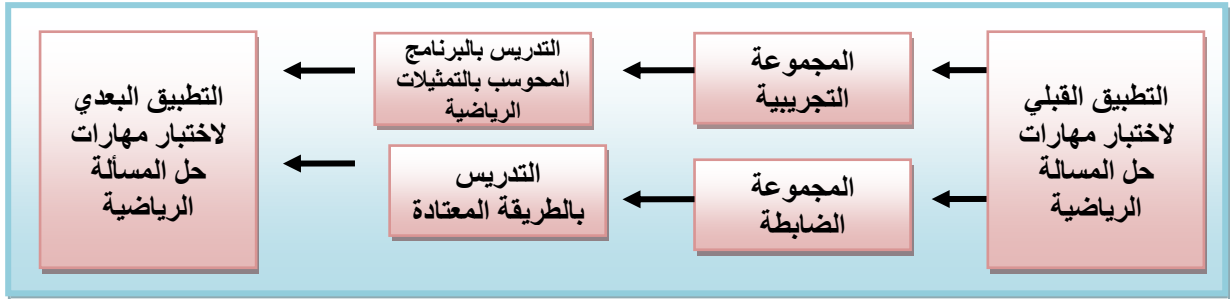 التطبيق القبلي
لاختبار مهارات
حل المسالة
الرياضية
المجموعة
التجريبية
التدريس بالبرنامج
المحوسب بالتمثيلات
الرياضية
المجموعة
الضابطة
التدريس
بالطريقة المعتادة
التطبيق البعدي
لاختبار مهارات
حل المسألة
الرياضية